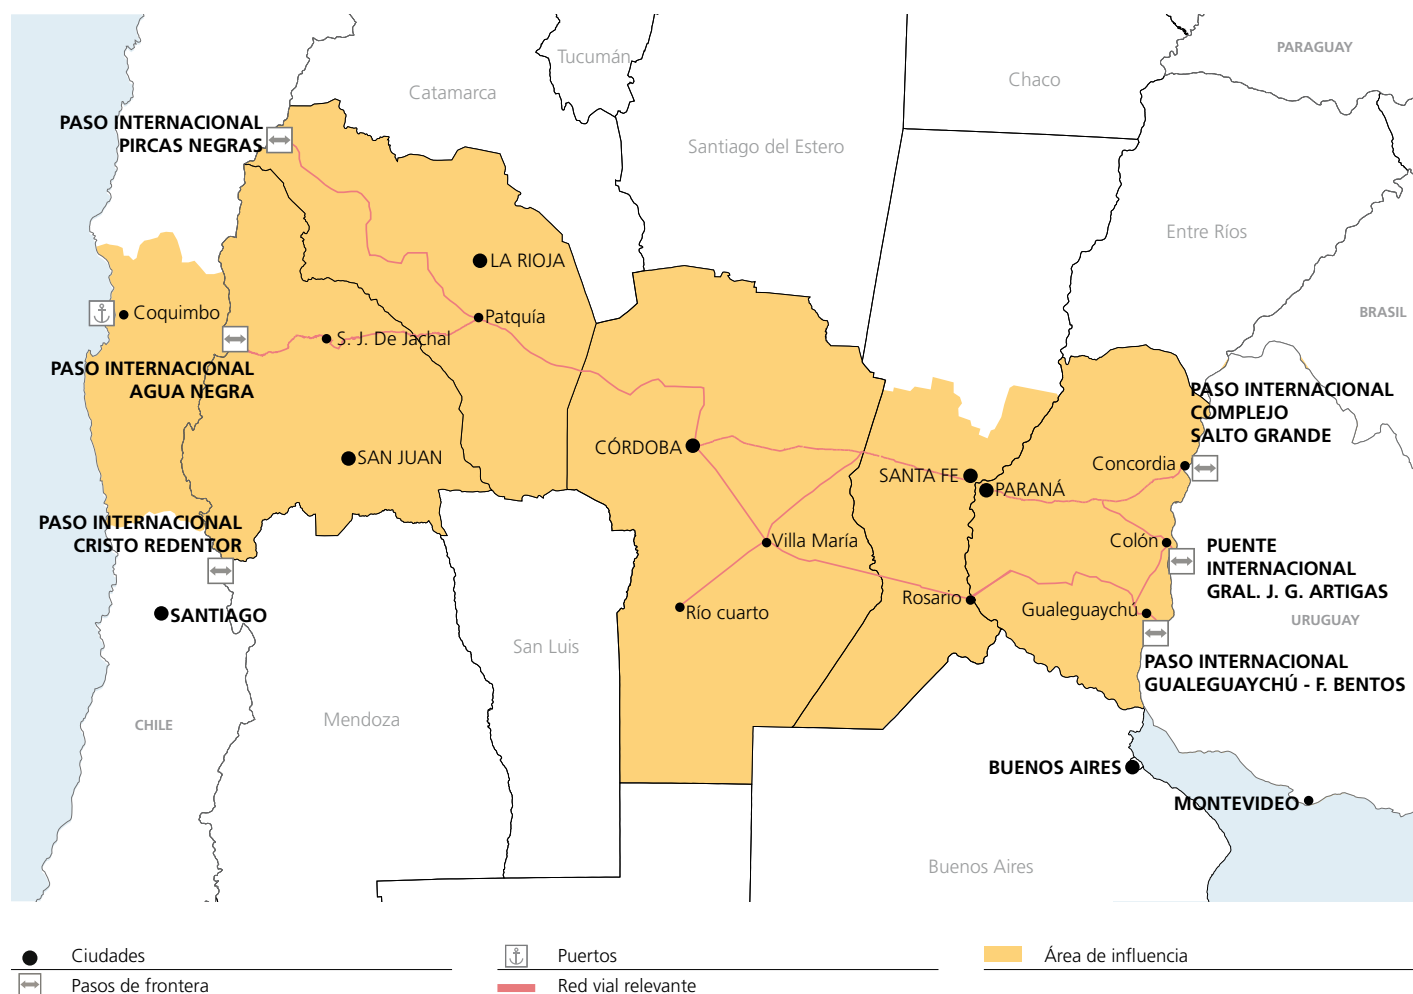 PARAGUAY
Tucumán
Chaco
Catamarca
PASO INTERNACIONAL
PIRCAS NEGRAS
Santiago del Estero
Entre Ríos
LA RIOJA
Coquimbo
Patquía
BRASIL
S. J. De Jachal
PASO INTERNACIONAL
AGUA NEGRA
PASO INTERNACIONAL
COMPLEJO
SALTO GRANDE
CÓRDOBA
SAN JUAN
Concordia
SANTA FE
PARANÁ
PASO INTERNACIONAL
CRISTO REDENTOR
Villa María
Colón
PUENTE
INTERNACIONAL
GRAL. J. G. ARTIGAS
Rosario
Gualeguaychú
SANTIAGO
Río cuarto
URUGUAY
San Luis
PASO INTERNACIONAL
GUALEGUAYCHÚ - F. BENTOS
CHILE
Mendoza
BUENOS AIRES
MONTEVIDEO
Buenos Aires
Ciudades
Puertos
Área de influencia
Pasos de frontera
Red vial relevante